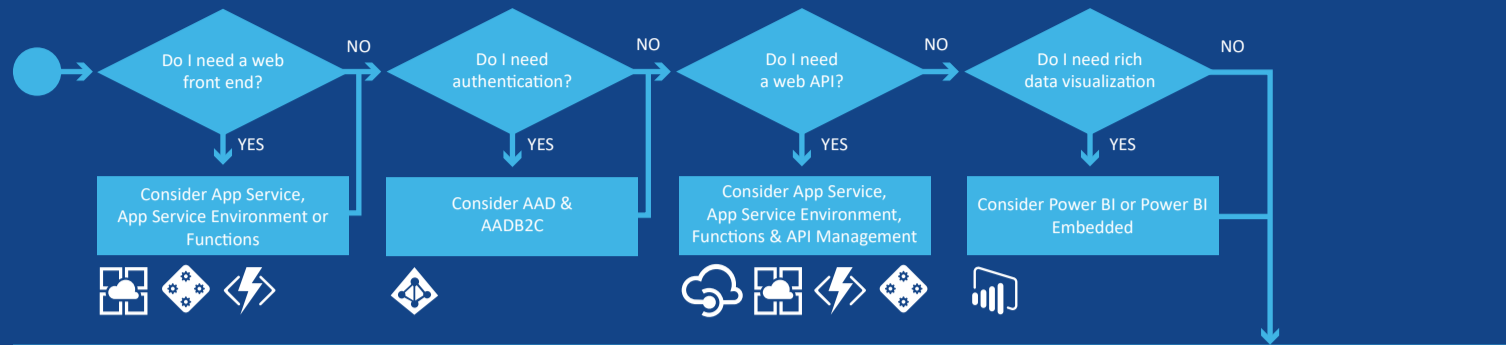 Do I need a web
front end?
NO
YES
Consider App Service,
App Service Environment or
Functions
Do I need
authentication?
NO
YES
Consider AAD &
AADB2C
Do I need
a web API?
NO
YES
Consider App Service,
App Service Environment,
Functions & API Management
Do I need rich
data visualization
NO
YES
Consider Power BI or Power BI
Embedded